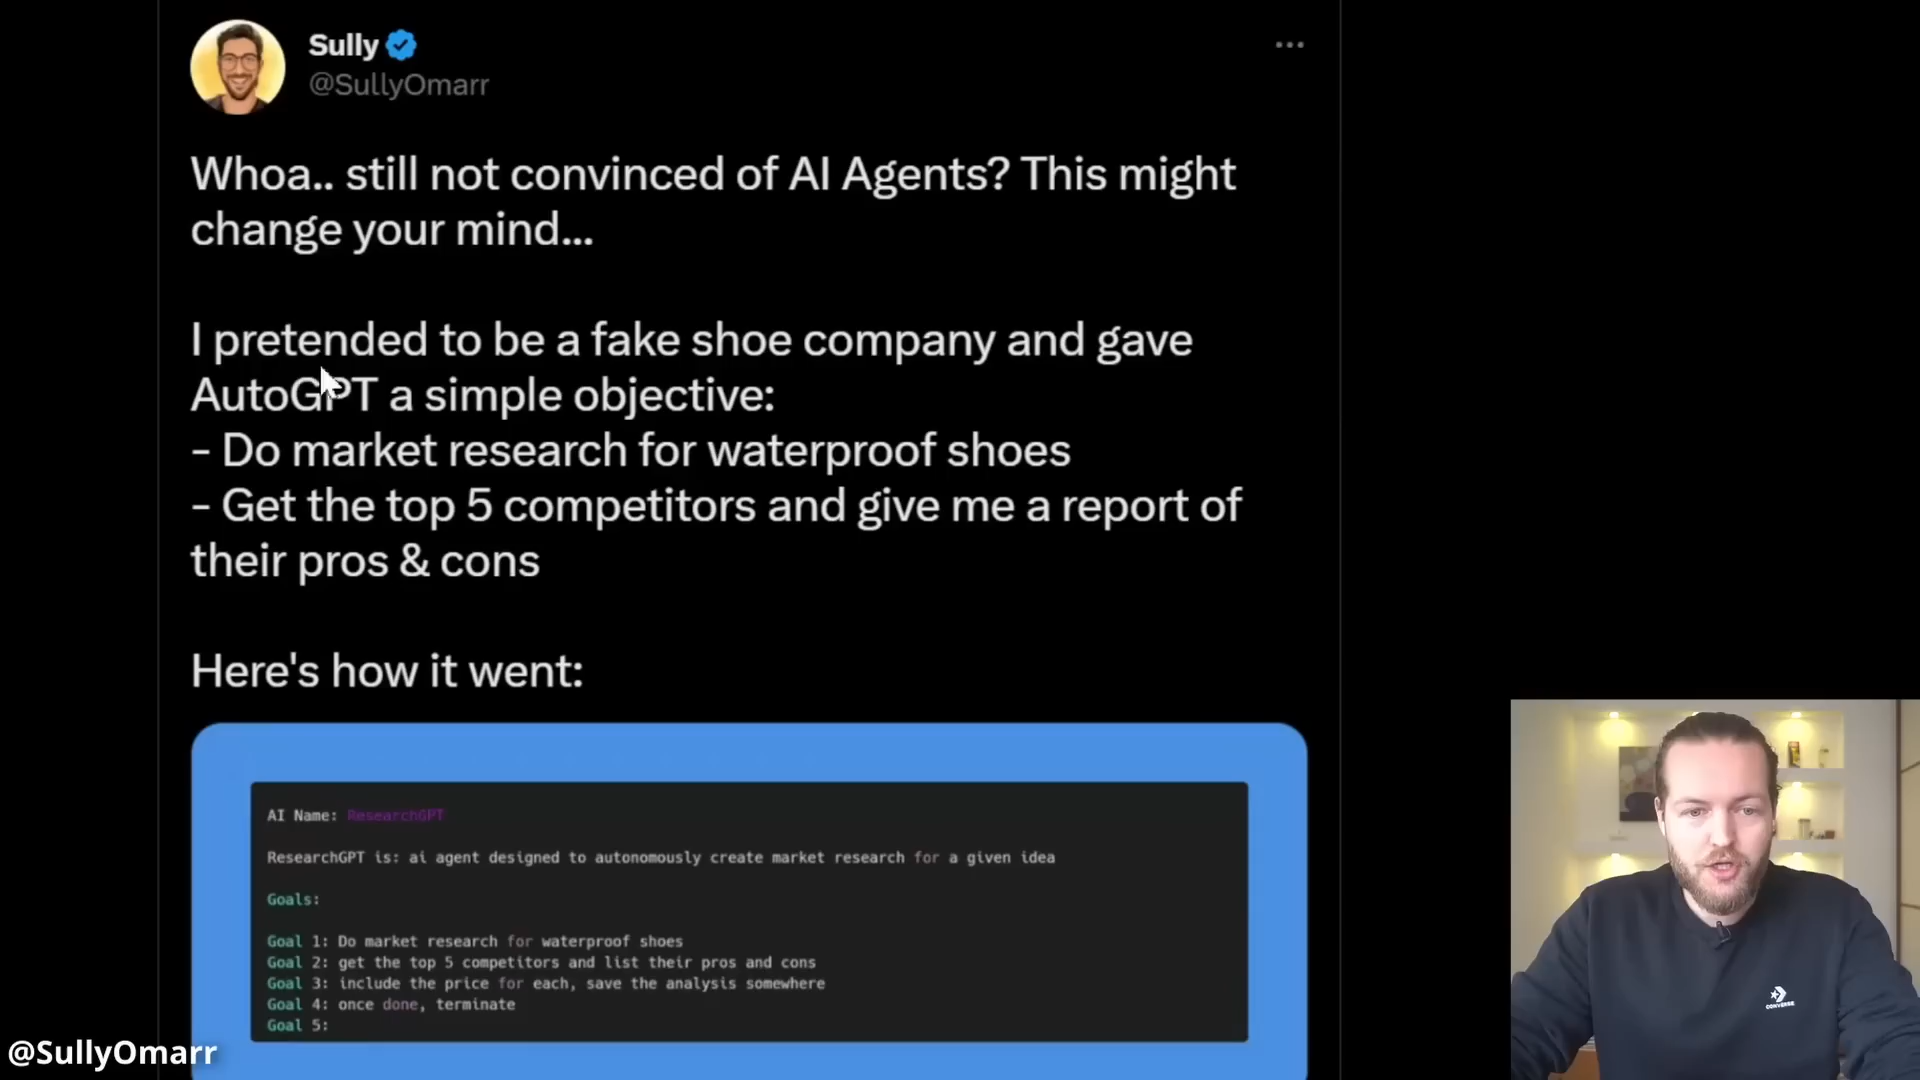 Sully
@SullyOmarr
Whoa.. still not convinced of AI Agents? This might
change your mind...
I pretended to be a fake shoe company and gave
AutoGPT a simple objective:
- Do market research for waterproof shoes
- Get the top 5 competitors and give me a report of
their pros & cons
Here's how it went:
AI Name: ResearchGPT
ResearchGPT is: ai agent designed to autonomously create market research for a given idea
Goals:
Goal 1: Do market research for waterproof shoes
Goal 2: get the top 5 competitors and list their pros and cons
Goal 3: include the price for each, save the analysis somewhere
Goal 4: once done, terminate
Goal 5:
CONVERSE
@SullyOmarr